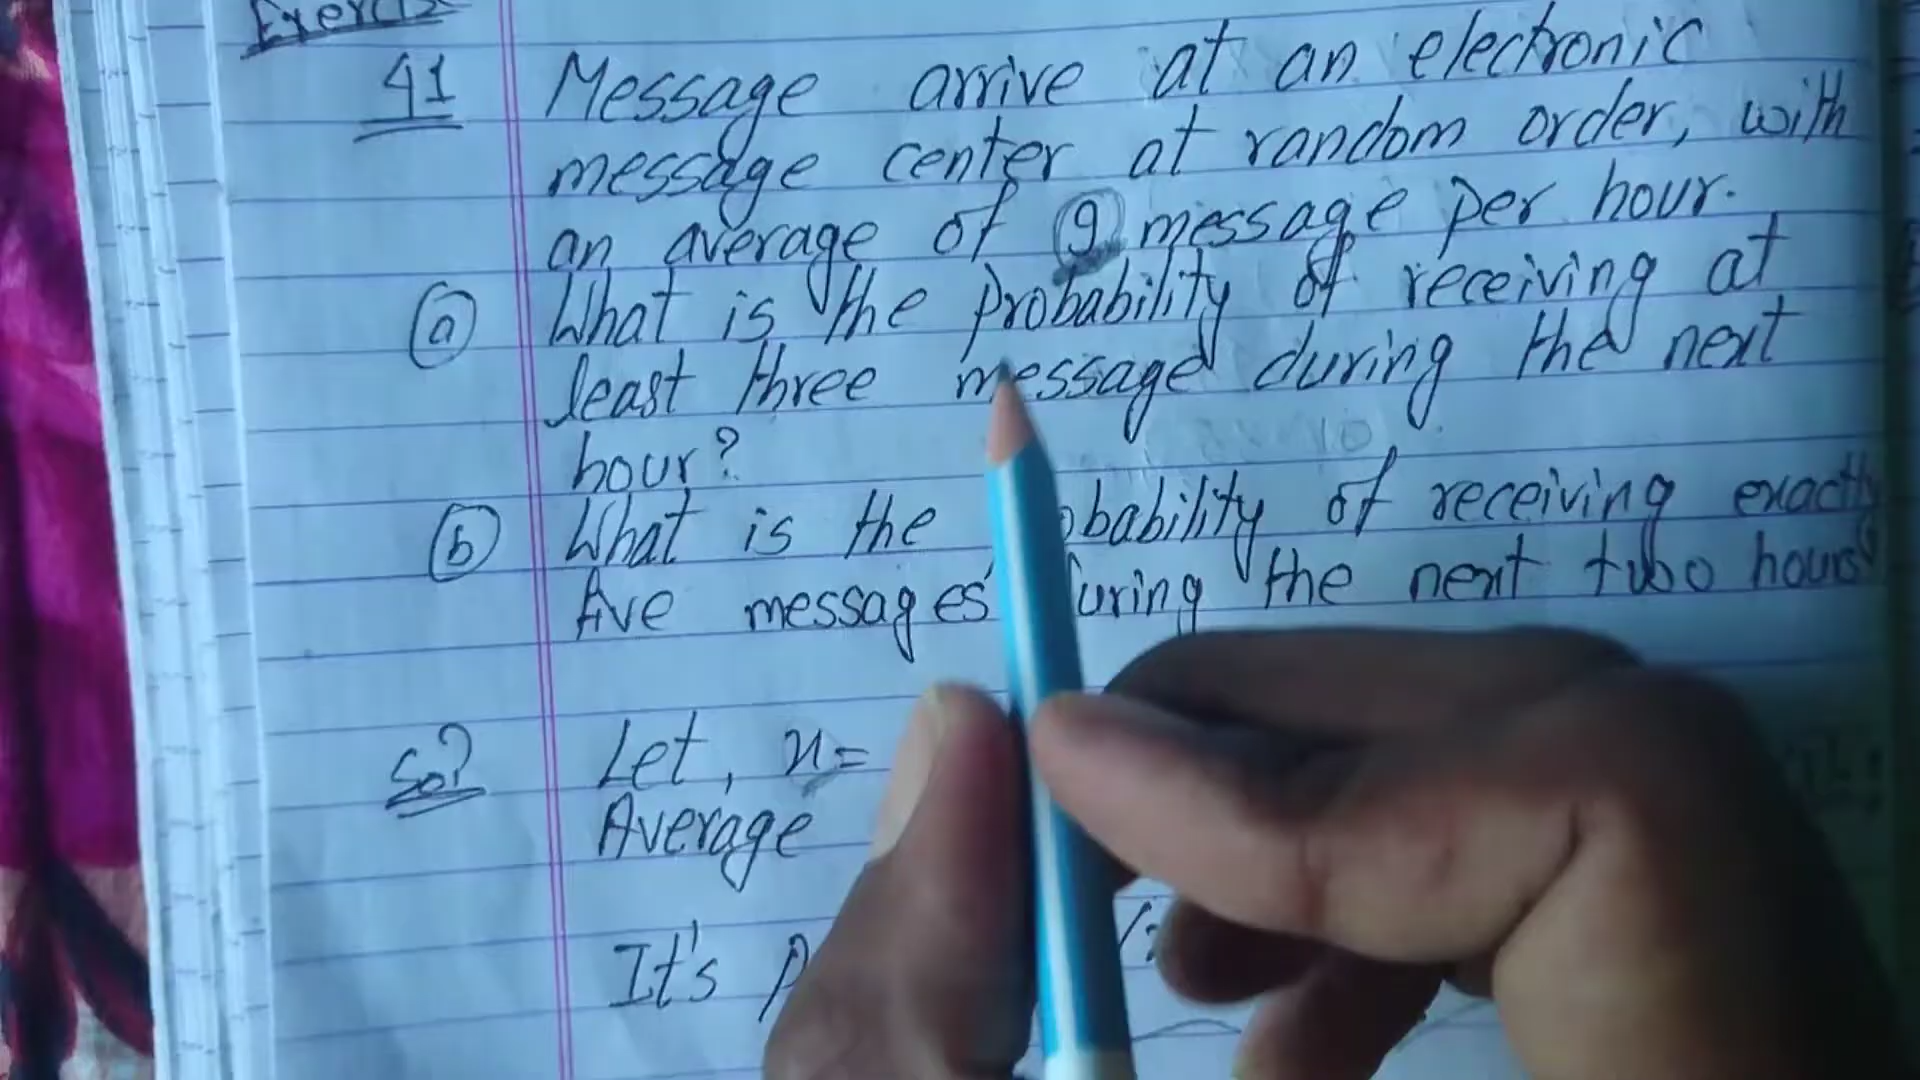 Exercise
41 Message arrive at an electronic
message center at random order, with
an average of 9 message per hour.
(a) What is the probability of receiving at
least three message during the next
hour?
(b) What is the obability of receiving exactly
five messages uring the next two hours
Sol Let, x=
Average
It's p